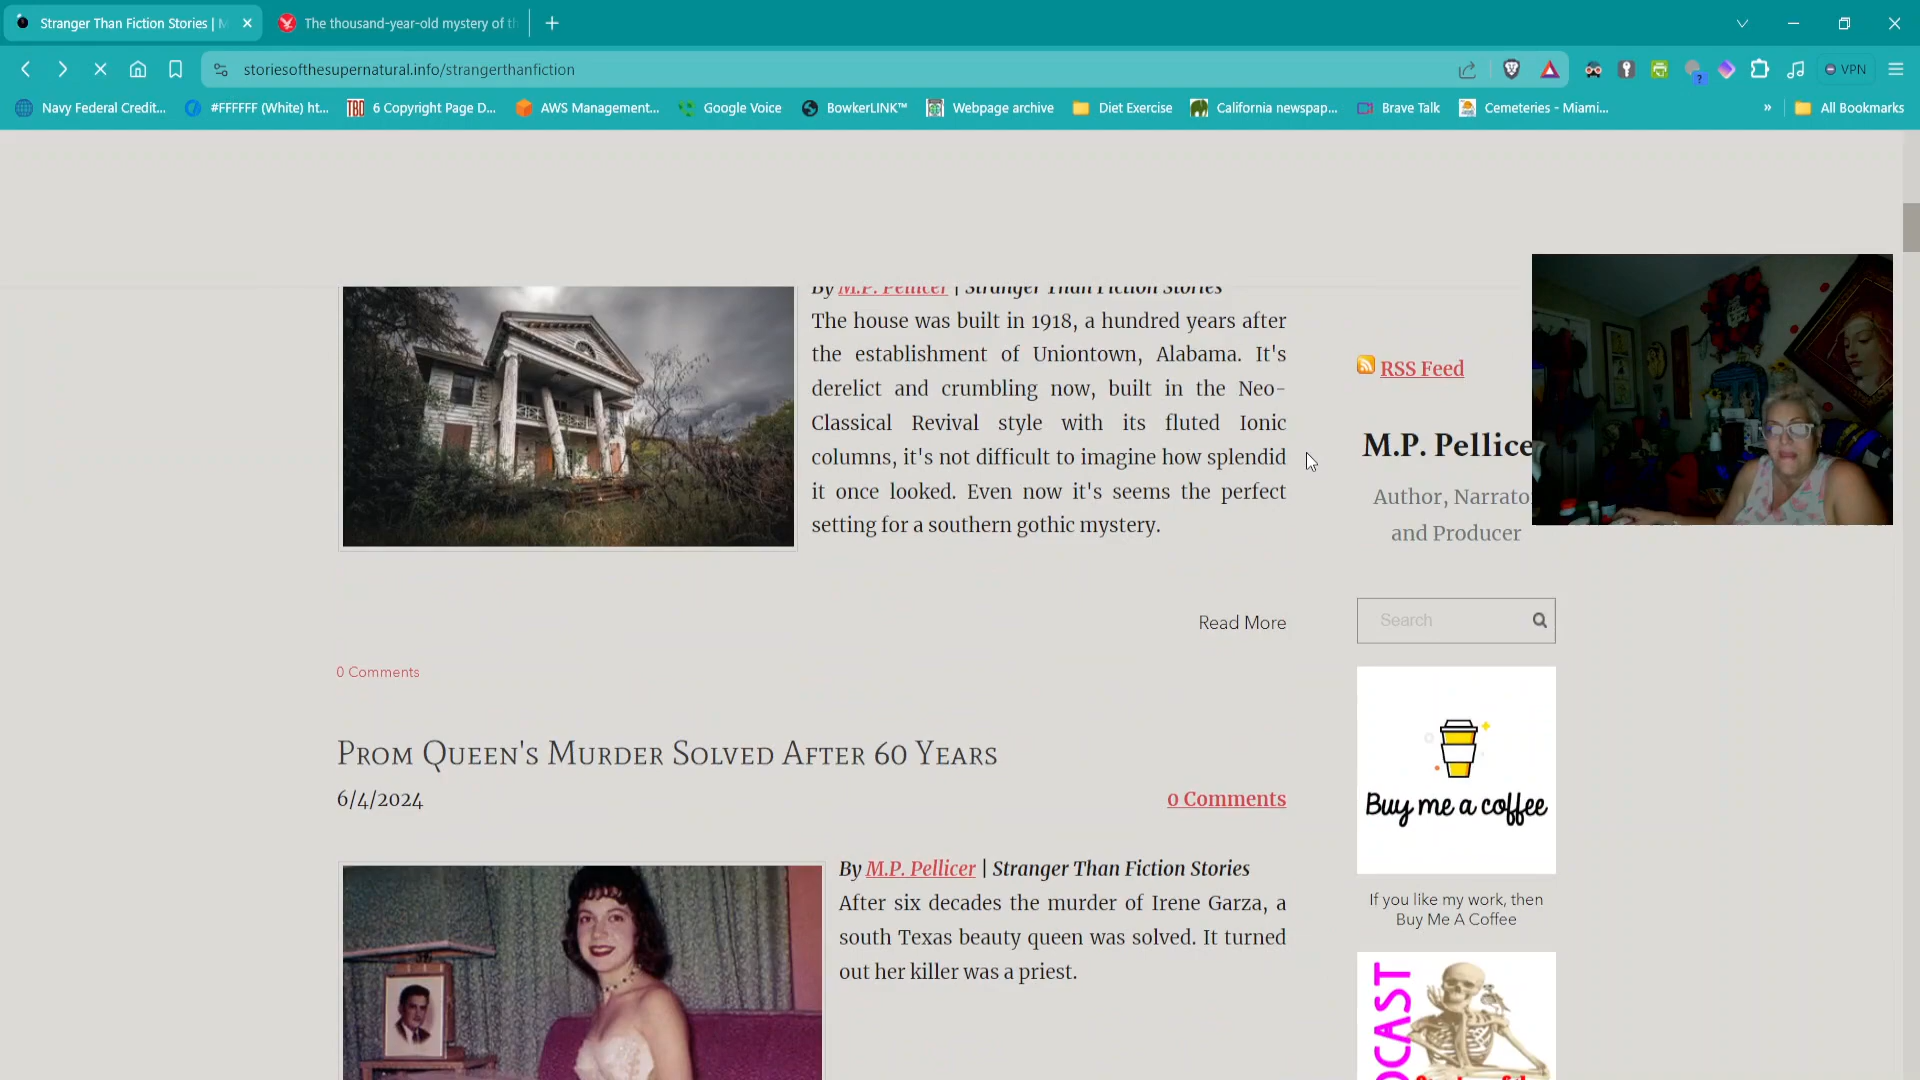 Stranger Than Fiction Stories | M
The thousand-year-old mystery of th
storiesofthesupernatural.info/strangerthanfiction
VPN
Navy Federal Credit...
#FFFFFF (White) ht...
TBD
6 Copyright Page D...
AWS Management...
Google Voice
BowkerLINK™
Webpage archive
Diet Exercise
California newspap...
Brave Talk
Cemeteries - Miami...
»
All Bookmarks
By M.P. Pellicer | Stranger Than Fiction Stories
The house was built in 1918, a hundred years after
the establishment of Uniontown, Alabama. It's
derelict and crumbling now, built in the Neo-
Classical Revival style with its fluted Ionic
columns, it's not difficult to imagine how splendid
it once looked. Even now it's seems the perfect
setting for a southern gothic mystery.
Read More
0 Comments
Prom Queen's Murder Solved After 60 Years
6/4/2024
0 Comments
By M.P. Pellicer | Stranger Than Fiction Stories
After six decades the murder of Irene Garza, a
south Texas beauty queen was solved. It turned
out her killer was a priest.
RSS Feed
M.P. Pellice
Author, Narrato
and Producer
Search
Buy me a coffee
If you like my work, then
Buy Me A Coffee